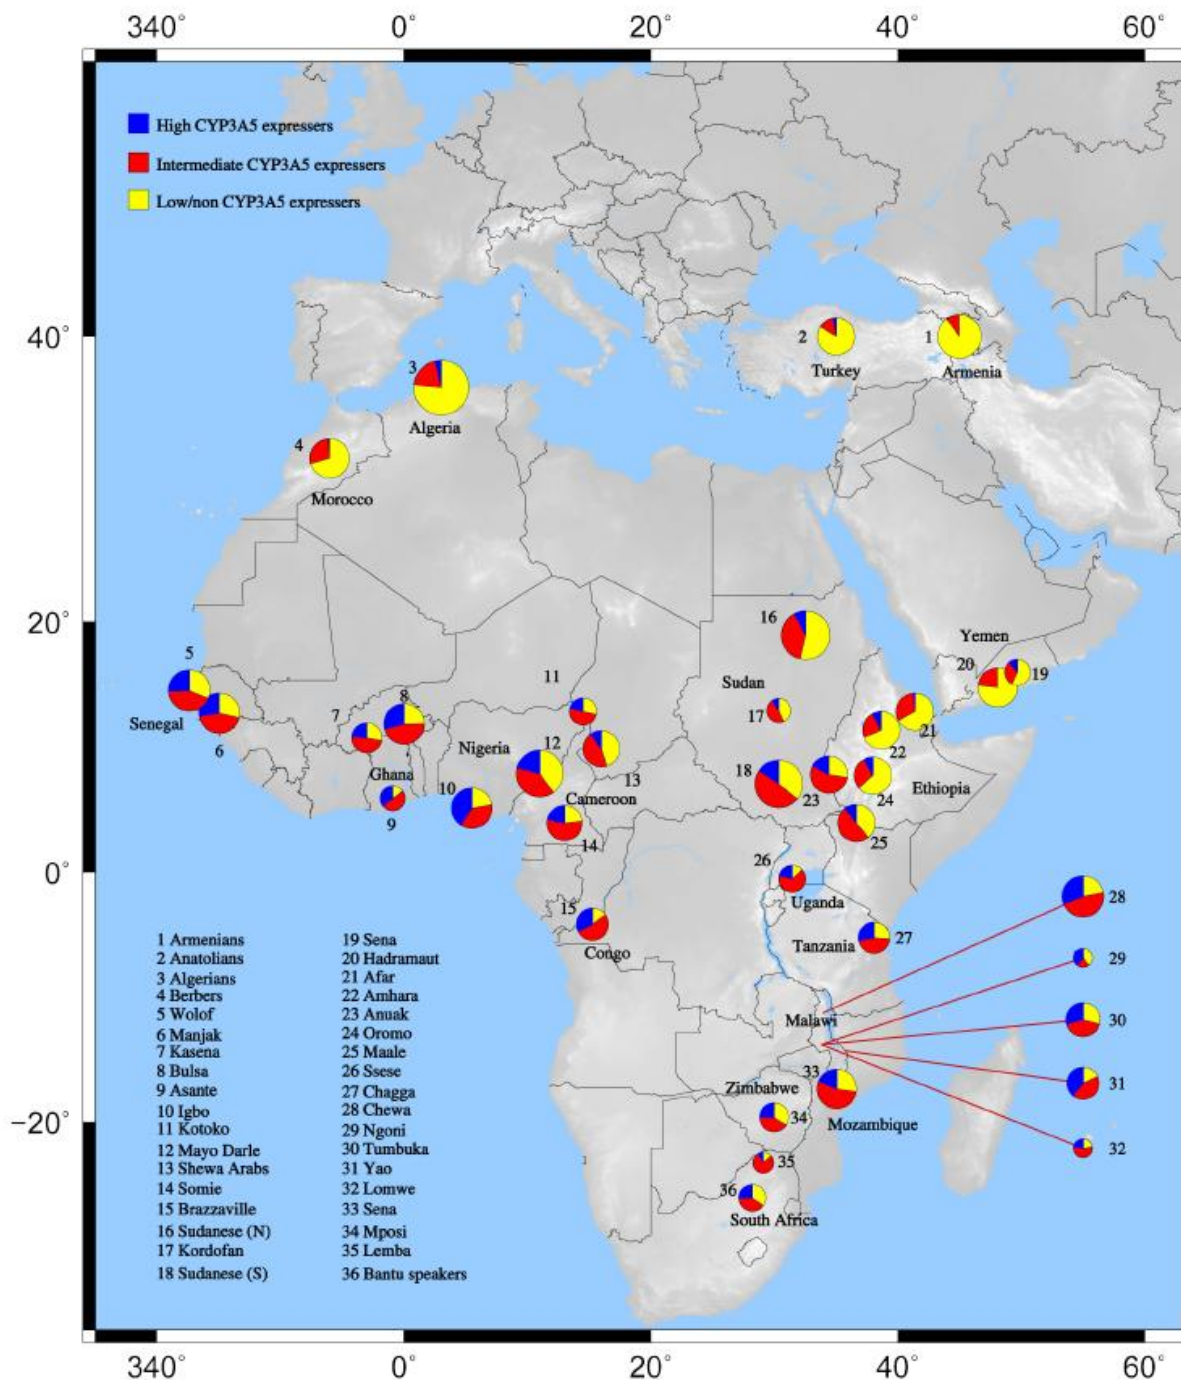 340° 0° 20° 40° 60°
High CYP3A5 expressers
Intermediate CYP3A5 expressers
Low/non CYP3A5 expressers
40°
2
1
Turkey
Armenia
3
Algeria
4
Morocco
20°
16
Yemen
5
11
Sudan
20
19
Senegal
17
8
7
6
21
Nigeria
12
22
18
Ghana
13
23
24
Ethiopia
10
Cameroon
9
14
25
0°
26
28
Uganda
15
27
Tanzania
Congo
29
Malawi
30
33
31
Zimbabwe
34
Mozambique
−20°
32
35
36
South Africa
1 Armenians
2 Anatolians
3 Algerians
4 Berbers
5 Wolof
6 Manjak
7 Kasena
8 Bulsa
9 Asante
10 Igbo
11 Kotoko
12 Mayo Darle
13 Shewa Arabs
14 Somie
15 Brazzaville
16 Sudanese (N)
17 Kordofan
18 Sudanese (S)
19 Sena
20 Hadramaut
21 Afar
22 Amhara
23 Anuak
24 Oromo
25 Maale
26 Ssese
27 Chagga
28 Chewa
29 Ngoni
30 Tumbuka
31 Yao
32 Lomwe
33 Sena
34 Mposi
35 Lemba
36 Bantu speakers
340° 0° 20° 40° 60°